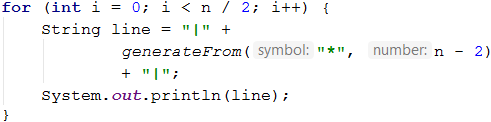 for (int i = 0; i < n / 2; i++) {
    String line = "|" +
            generateFrom( symbol: "*", number: n - 2)
            + "|";
    System.out.println(line);
}